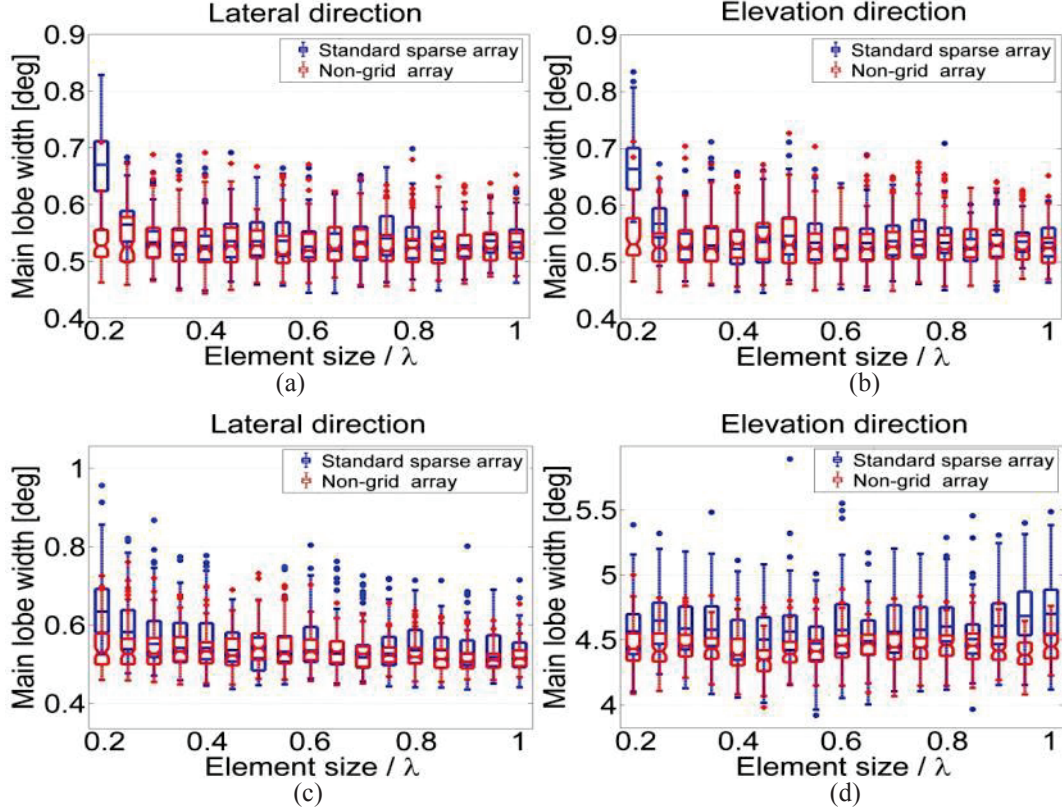 Lateral direction
Main lobe width [deg]
0.9
0.8
0.7
0.6
0.5
0.4
Standard sparse array
Non-grid array
0.2
0.4
0.6
0.8
1
Element size / λ
(a)
Elevation direction
Main lobe width [deg]
0.9
0.8
0.7
0.6
0.5
0.4
Standard sparse array
Non-grid array
0.2
0.4
0.6
0.8
1
Element size / λ
(b)
Lateral direction
Main lobe width [deg]
1
0.8
0.6
0.4
Standard sparse array
Non-grid array
0.2
0.4
0.6
0.8
1
Element size / λ
(c)
Elevation direction
Main lobe width [deg]
5.5
5
4.5
4
Standard sparse array
Non-grid array
0.2
0.4
0.6
0.8
1
Element size / λ
(d)